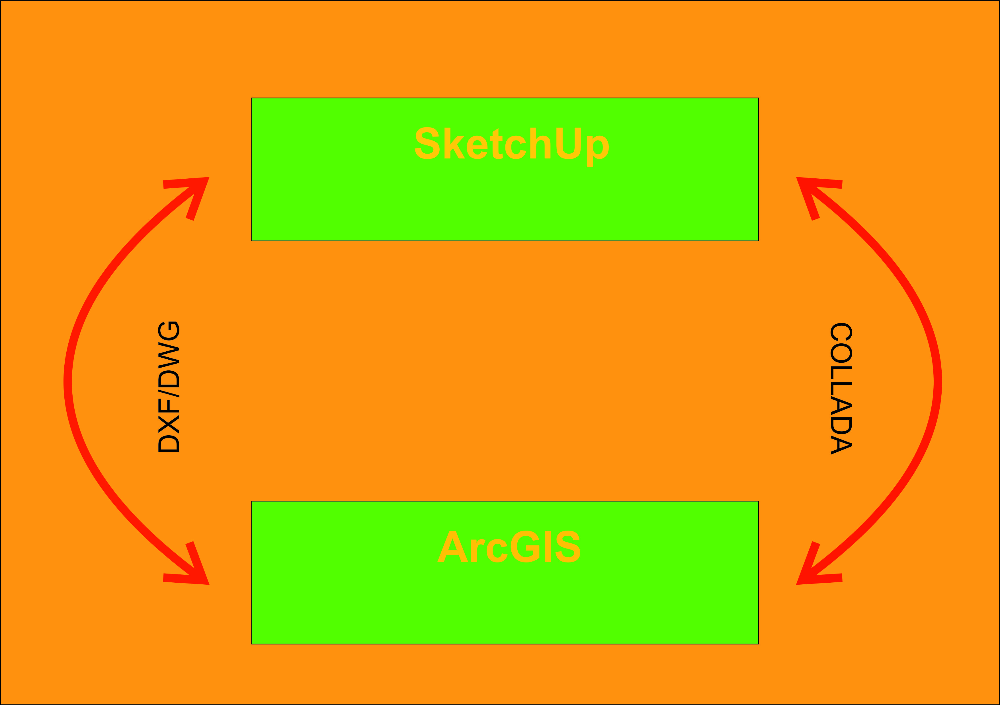 SketchUp
DXF/DWG
COLLADA
ArcGIS